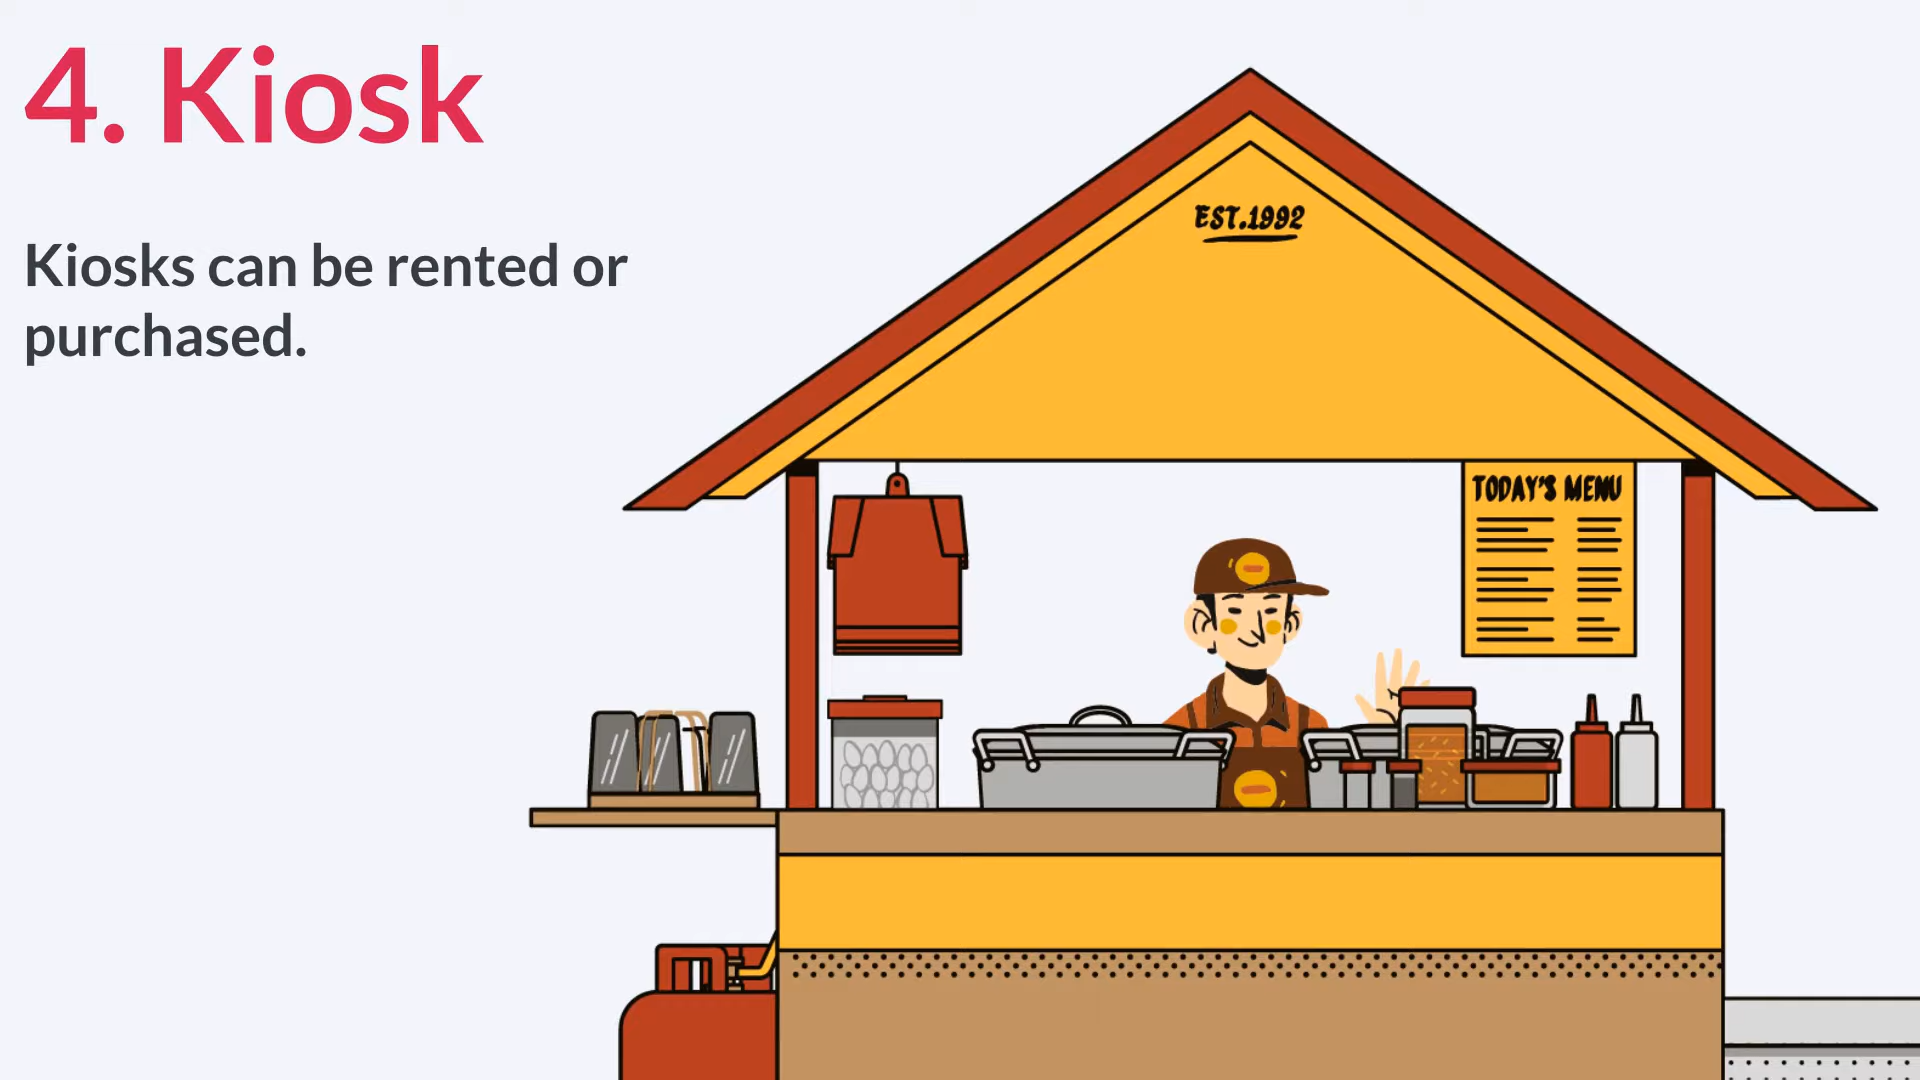 4. Kiosk
Kiosks can be rented or
purchased.
EST.1992
TODAY'S MENU